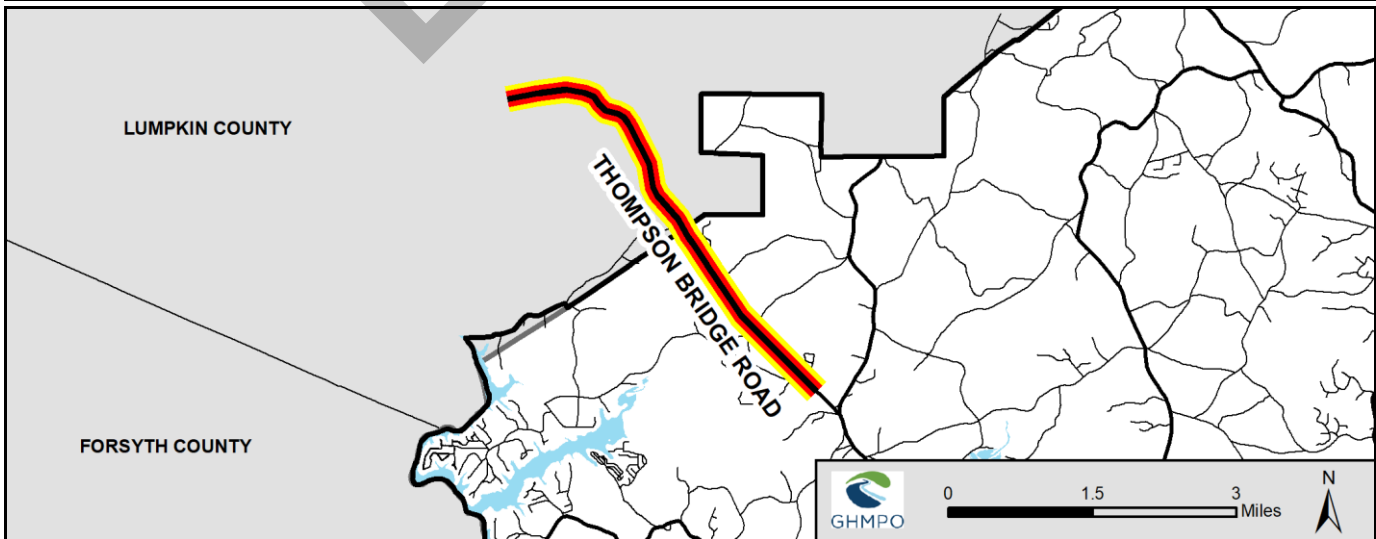 LUMPKIN COUNTY
THOMPSON BRIDGE ROAD
FORSYTH COUNTY
GHMPO
0 1.5 3
Miles
N